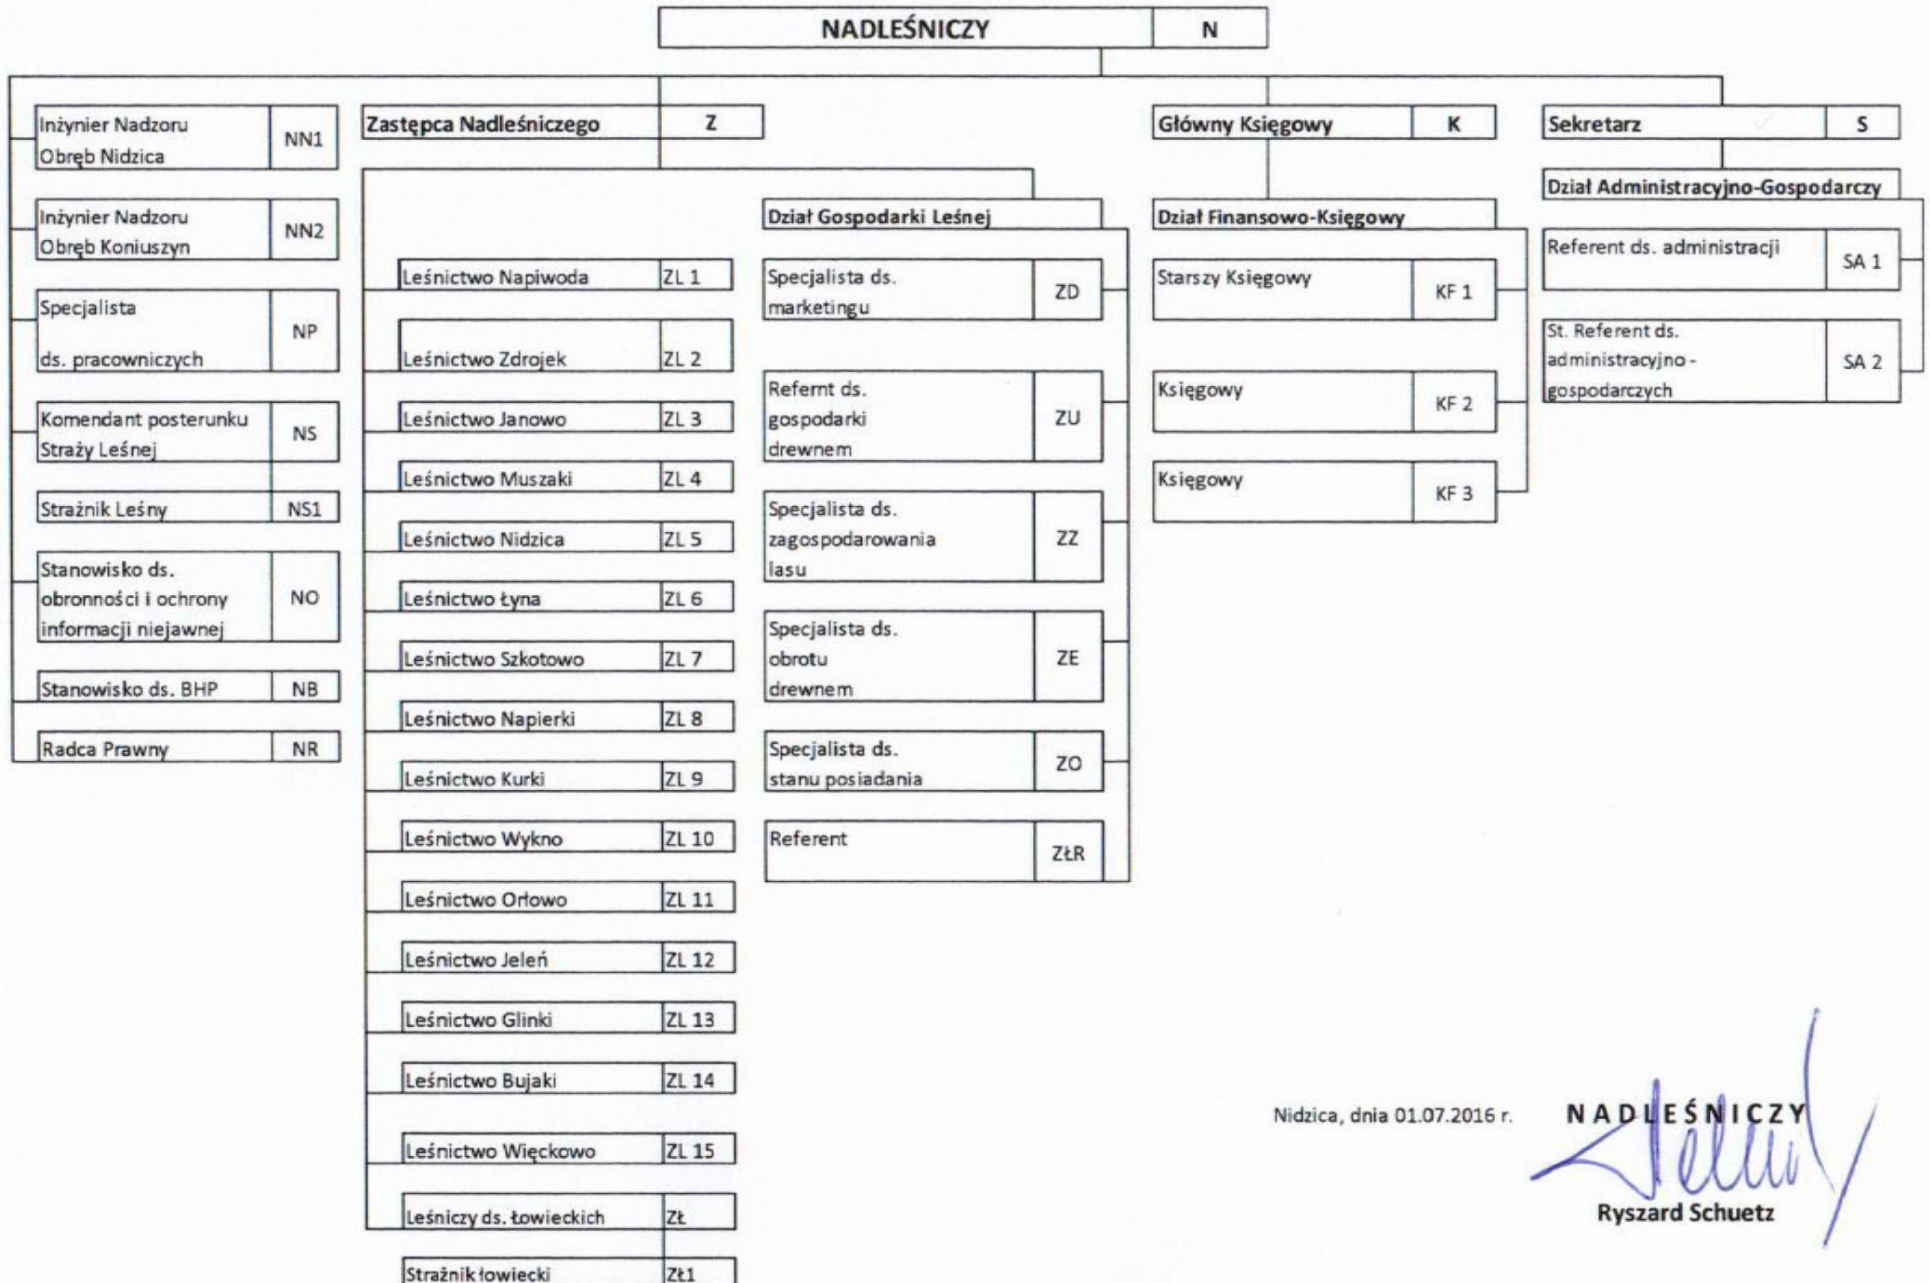 NADLEŚNICZY N
Inżynier Nadzoru
Obręb Nidzica
NN1
Inżynier Nadzoru
Obręb Koniuszyn
NN2
Specjalista
ds. pracowniczych
NP
Komendant posterunku
Straży Leśnej
NS
Strażnik Leśny NS1
Stanowisko ds.
obronności i ochrony
informacji niejawnej
NO
Stanowisko ds. BHP NB
Radca Prawny NR
Zastępca Nadleśniczego Z
Leśnictwo Napiwoda ZL 1
Leśnictwo Zdrojek ZL 2
Leśnictwo Janowo ZL 3
Leśnictwo Muszaki ZL 4
Leśnictwo Nidzica ZL 5
Leśnictwo Łyna ZL 6
Leśnictwo Szkotowo ZL 7
Leśnictwo Napierki ZL 8
Leśnictwo Kurki ZL 9
Leśnictwo Wykno ZL 10
Leśnictwo Orłowo ZL 11
Leśnictwo Jeleń ZL 12
Leśnictwo Glinki ZL 13
Leśnictwo Bujaki ZL 14
Leśnictwo Więckowo ZL 15
Leśniczy ds. Łowieckich ZŁ
Strażnik łowiecki ZŁ1
Dział Gospodarki Leśnej
Specjalista ds.
marketingu
ZD
Refernt ds.
gospodarki
drewnem
ZU
Specjalista ds.
zagospodarowania
lasu
ZZ
Specjalista ds.
obrotu
drewnem
ZE
Specjalista ds.
stanu posiadania
ZO
Referent
ZŁR
Główny Księgowy K
Dział Finansowo-Księgowy
Starszy Księgowy
KF 1
Księgowy
KF 2
Księgowy
KF 3
Sekretarz S
Dział Administracyjno-Gospodarczy
Referent ds. administracji
SA 1
St. Referent ds.
administracyjno -
gospodarczych
SA 2
Nidzica, dnia 01.07.2016 r.
NADLEŚNICZY
Ryszard Schuetz